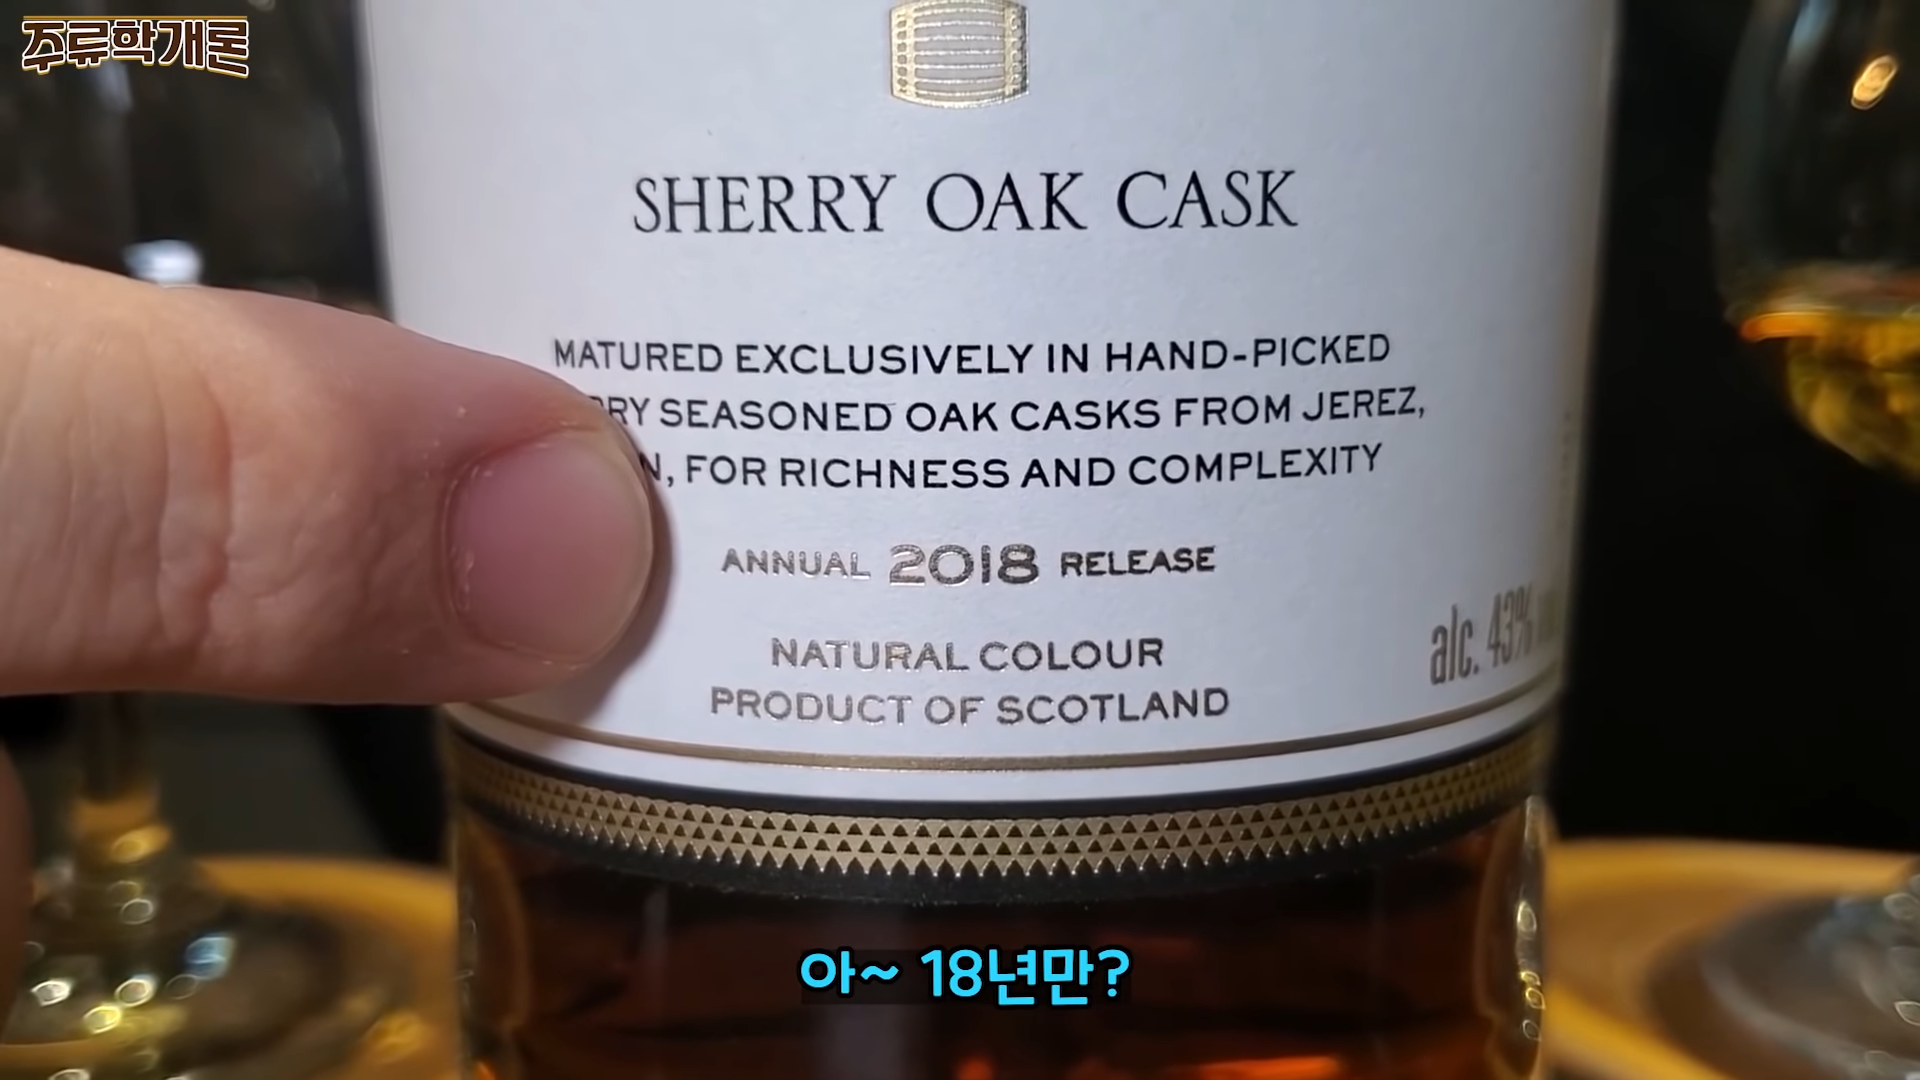 주류학개론
SHERRY OAK CASK
MATURED EXCLUSIVELY IN HAND-PICKED
RY SEASONED OAK CASKS FROM JEREZ,
N, FOR RICHNESS AND COMPLEXITY
ANNUAL 2018 RELEASE
alc. 43%
NATURAL COLOUR
PRODUCT OF SCOTLAND
아~ 18년만?